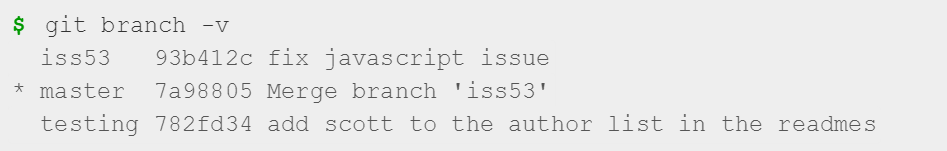 $ git branch -v
  iss53   93b412c fix javascript issue
* master  7a98805 Merge branch 'iss53'
  testing 782fd34 add scott to the author list in the readmes